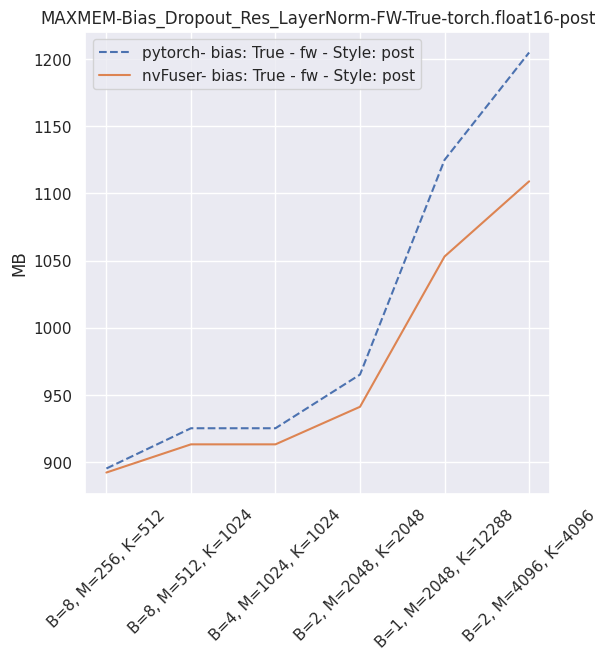 MAXMEM-Bias_Dropout_Res_LayerNorm-FW-True-torch.float16-post
pytorch- bias: True - fw - Style: post
nvFuser- bias: True - fw - Style: post
MB
1200
1150
1100
1050
1000
950
900
B=8, M=256, K=512
B=8, M=512, K=1024
B=4, M=1024, K=1024
B=2, M=2048, K=2048
B=1, M=2048, K=12288
B=2, M=4096, K=4096